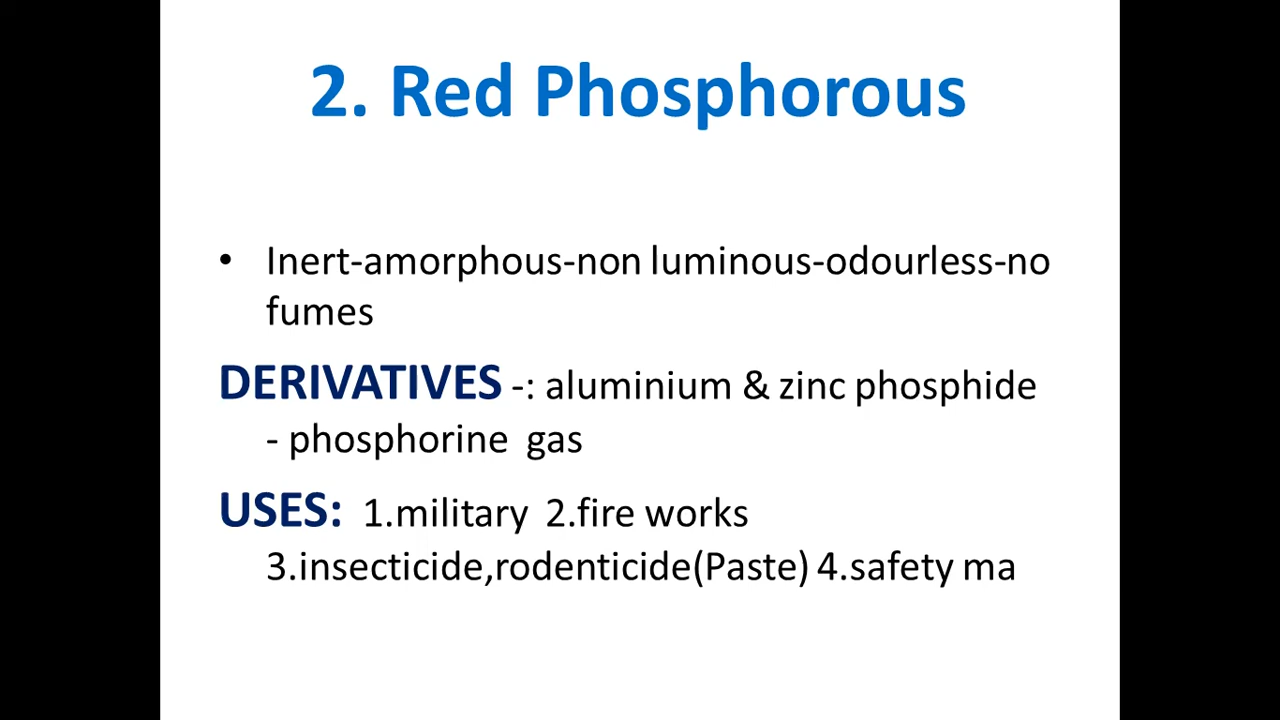 2. Red Phosphorous
• Inert-amorphous-non luminous-odourless-no
fumes
DERIVATIVES -: aluminium & zinc phosphide
- phosphorine gas
USES: 1.military 2.fire works
3.insecticide,rodenticide(Paste) 4.safety ma